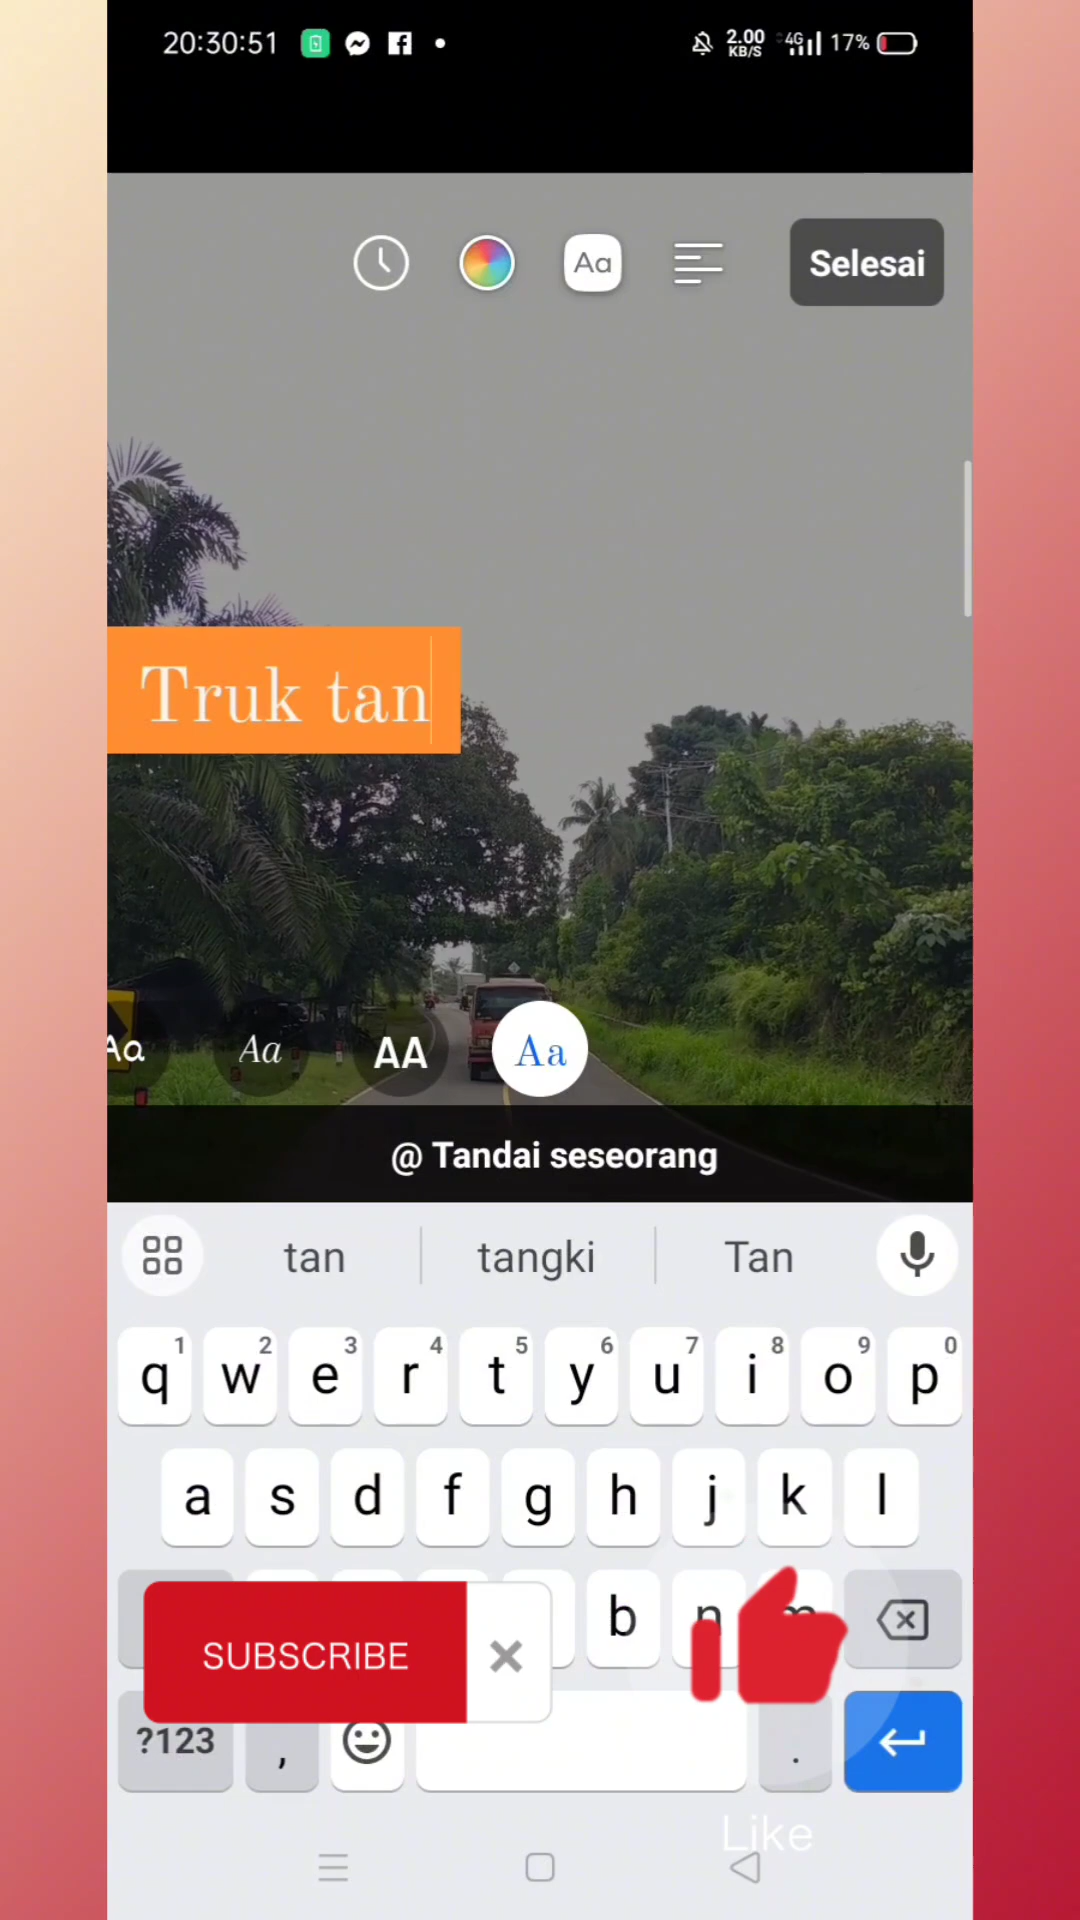 20:30:51 2.00 KB/S 4G 17%
Aa Selesai
Truk tan
Aa Aa AA Aa
@ Tandai seseorang
tan tangki Tan
1 2 3 4 5 6 7 8 9 0
q w e r t y u i o p
a s d f g h j k l
b n m
SUBSCRIBE
?123 , .
Like